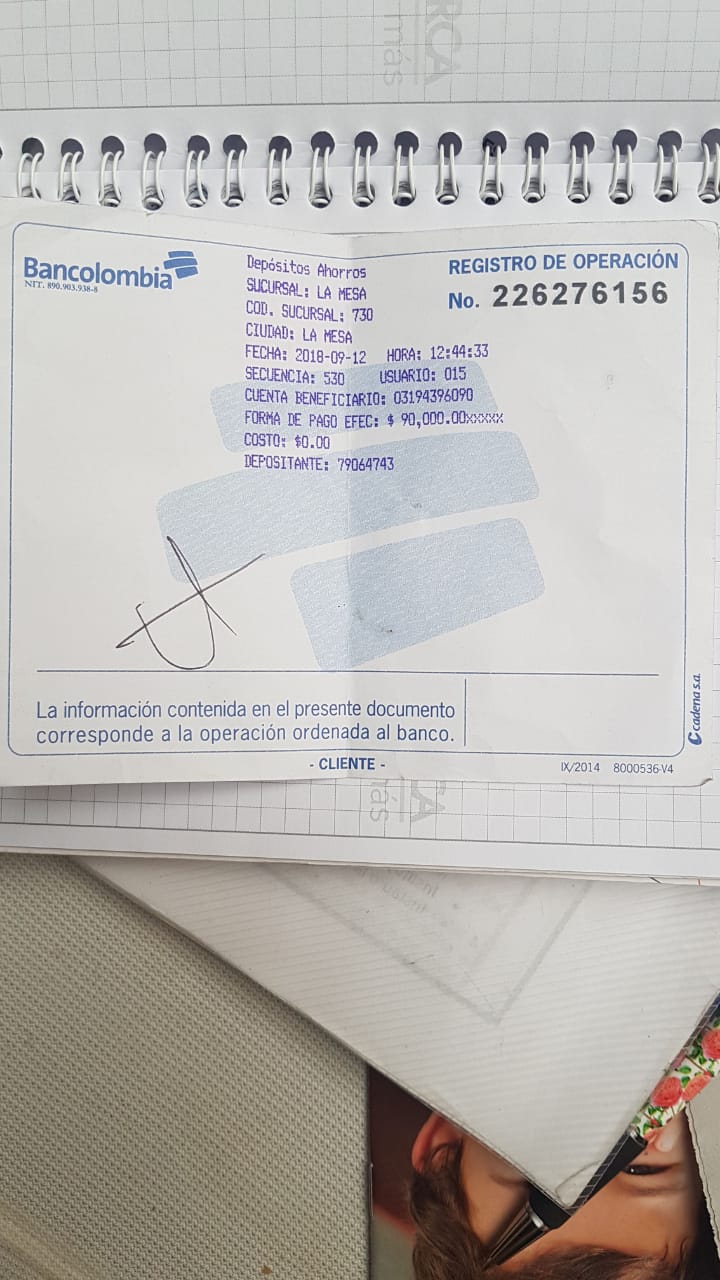 RCA
más
Bancolombia
NIT. 890.903.938-8
Depósitos Ahorros
SUCURSAL: LA MESA
COD. SUCURSAL: 730
CIUDAD: LA MESA
FECHA: 2018-09-12 HORA: 12:44:33
SECUENCIA: 530 USUARIO: 015
CUENTA BENEFICIARIO: 03194396090
FORMA DE PAGO EFEC: $ 90,000.00xxxxx
COSTO: $0.00
DEPOSITANTE: 79064743
REGISTRO DE OPERACIÓN
No. 226276156
La información contenida en el presente documento
corresponde a la operación ordenada al banco.
- CLIENTE -
IX/2014 8000536-V4
cadena s.a.